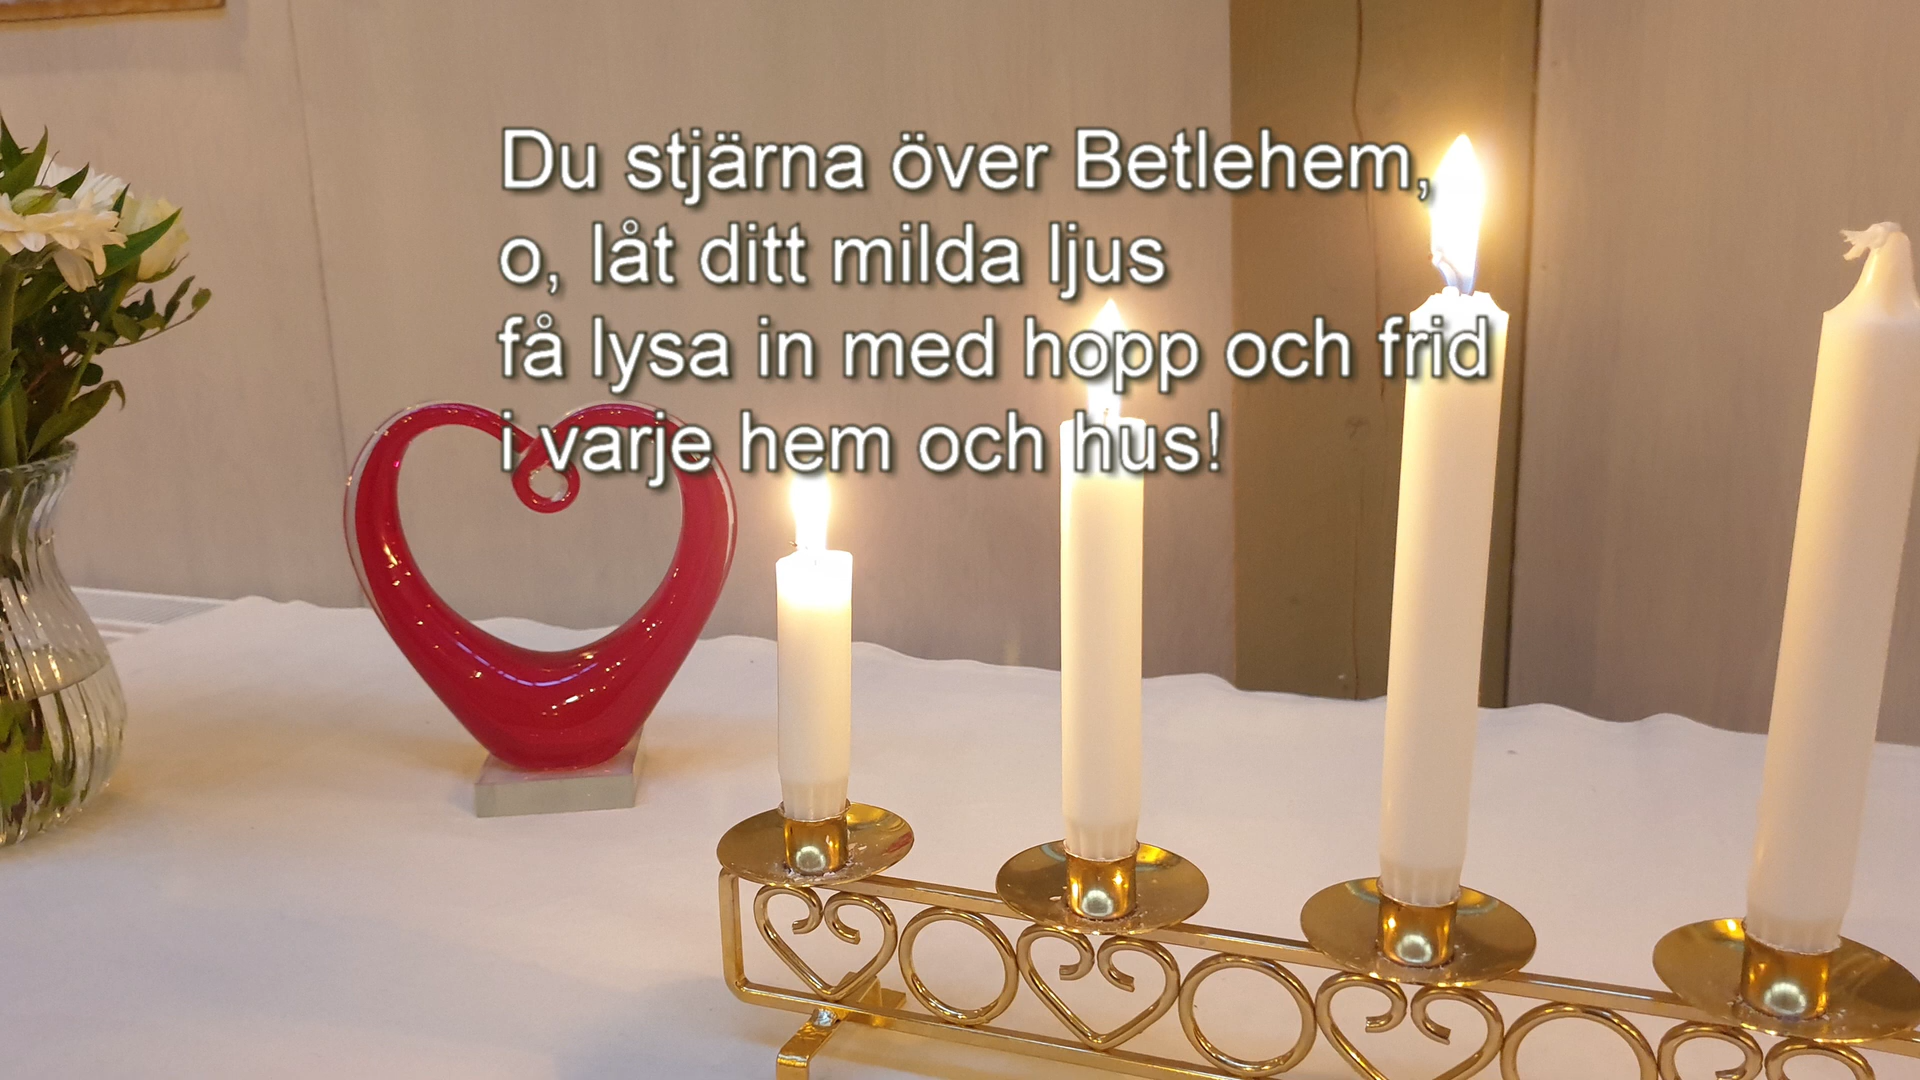 Du stjärna över Betlehem,
o, låt ditt milda ljus
få lysa in med hopp och frid
i varje hem och hus!